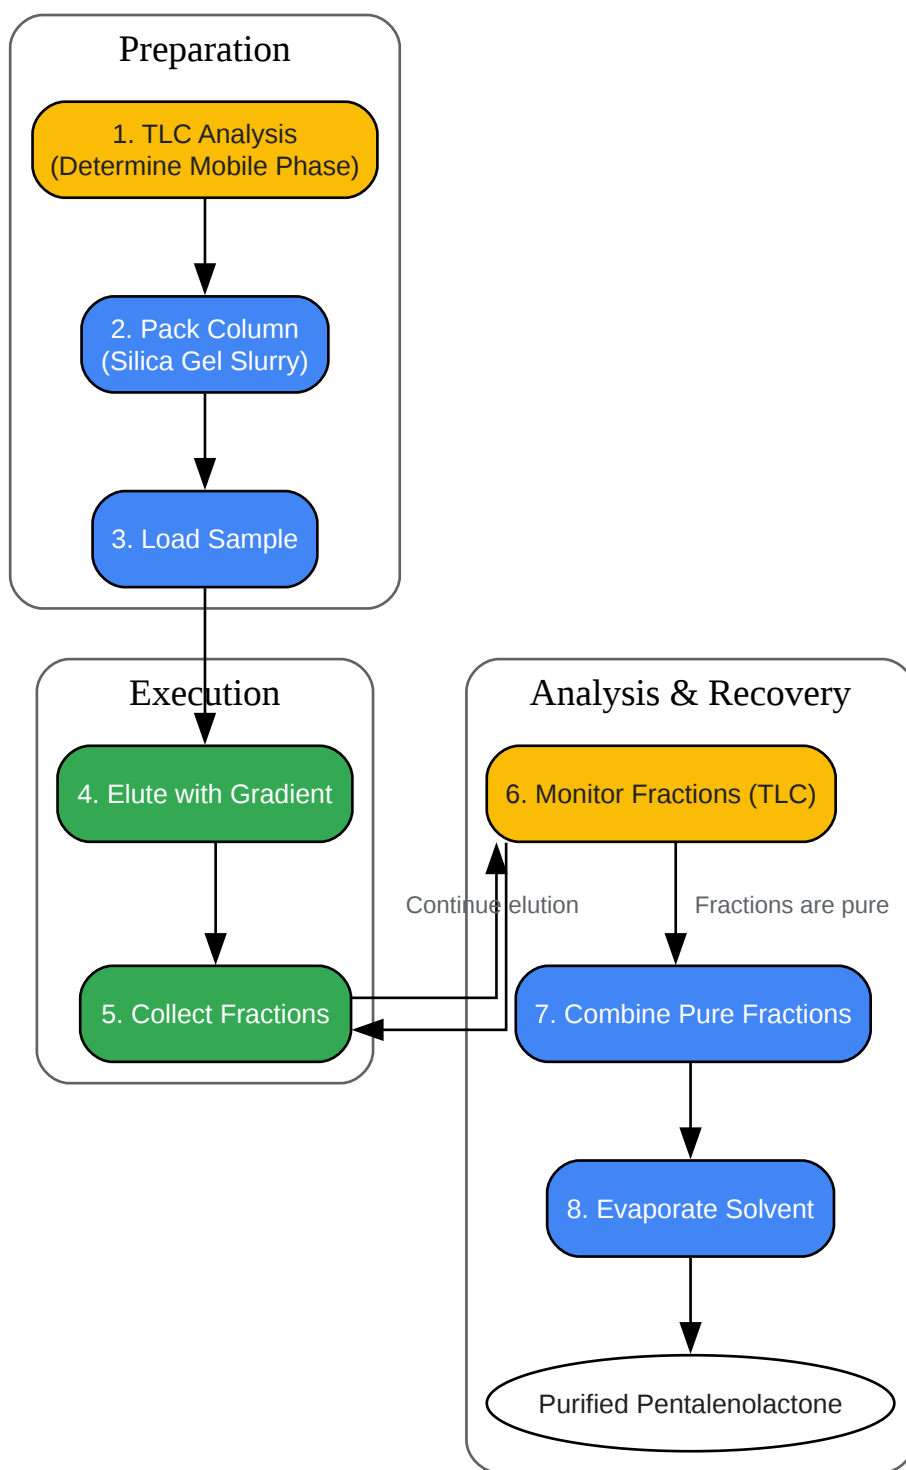 Preparation
1. TLC Analysis
(Determine Mobile Phase)
2. Pack Column
(Silica Gel Slurry)
3. Load Sample
Execution
4. Elute with Gradient
5. Collect Fractions
Analysis & Recovery
6. Monitor Fractions (TLC)
Continue elution
Fractions are pure
7. Combine Pure Fractions
8. Evaporate Solvent
Purified Pentalenolactone